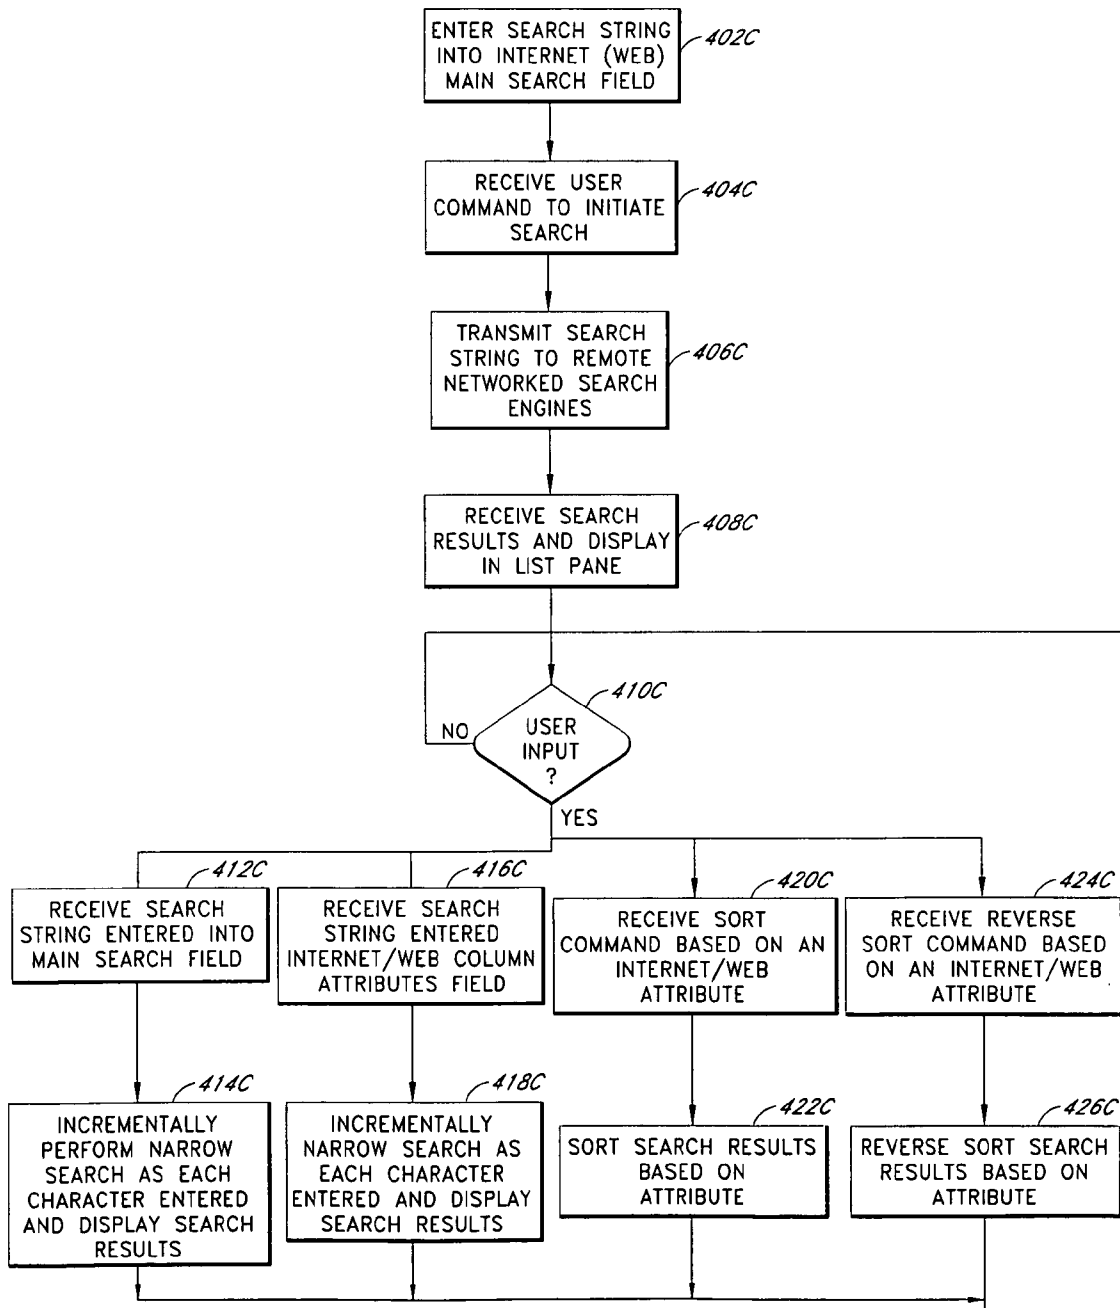 ENTER SEARCH STRING
INTO INTERNET (WEB)
MAIN SEARCH FIELD
402C
RECEIVE USER
COMMAND TO INITIATE
SEARCH
404C
TRANSMIT SEARCH
STRING TO REMOTE
NETWORKED SEARCH
ENGINES
406C
RECEIVE SEARCH
RESULTS AND DISPLAY
IN LIST PANE
408C
410C
USER
INPUT
?
NO
YES
412C
RECEIVE SEARCH
STRING ENTERED INTO
MAIN SEARCH FIELD
416C
RECEIVE SEARCH
STRING ENTERED
INTERNET/WEB COLUMN
ATTRIBUTES FIELD
420C
RECEIVE SORT
COMMAND BASED ON AN
INTERNET/WEB
ATTRIBUTE
424C
RECEIVE REVERSE
SORT COMMAND BASED
ON AN INTERNET/WEB
ATTRIBUTE
414C
INCREMENTALLY
PERFORM NARROW
SEARCH AS EACH
CHARACTER ENTERED
AND DISPLAY SEARCH
RESULTS
418C
INCREMENTALLY
NARROW SEARCH AS
EACH CHARACTER
ENTERED AND DISPLAY
SEARCH RESULTS
422C
SORT SEARCH RESULTS
BASED ON
ATTRIBUTE
426C
REVERSE SORT SEARCH
RESULTS BASED ON
ATTRIBUTE